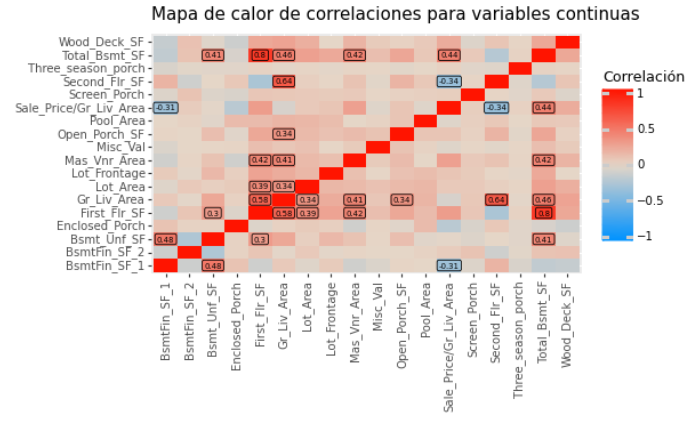 Mapa de calor de correlaciones para variables continuas
Wood_Deck_SF
Total_Bsmt_SF 0.41 0.8 0.46 0.42 0.44
Three_season_porch
Second_Flr_SF 0.64 -0.34
Screen_Porch
Sale_Price/Gr_Liv_Area -0.31 -0.34 0.44
Pool_Area
Open_Porch_SF 0.34
Misc_Val
Mas_Vnr_Area 0.42 0.41 0.42
Lot_Frontage
Lot_Area 0.39 0.34
Gr_Liv_Area 0.58 0.34 0.41 0.34 0.64 0.46
First_Flr_SF 0.3 0.58 0.39 0.42 0.8
Enclosed_Porch
Bsmt_Unf_SF 0.48 0.3 0.41
BsmtFin_SF_2
BsmtFin_SF_1 0.48 -0.31
BsmtFin_SF_1
BsmtFin_SF_2
Bsmt_Unf_SF
Enclosed_Porch
First_Flr_SF
Gr_Liv_Area
Lot_Area
Lot_Frontage
Mas_Vnr_Area
Misc_Val
Open_Porch_SF
Pool_Area
Sale_Price/Gr_Liv_Area
Screen_Porch
Second_Flr_SF
Three_season_porch
Total_Bsmt_SF
Wood_Deck_SF
Correlación
1
0.5
0
−0.5
−1